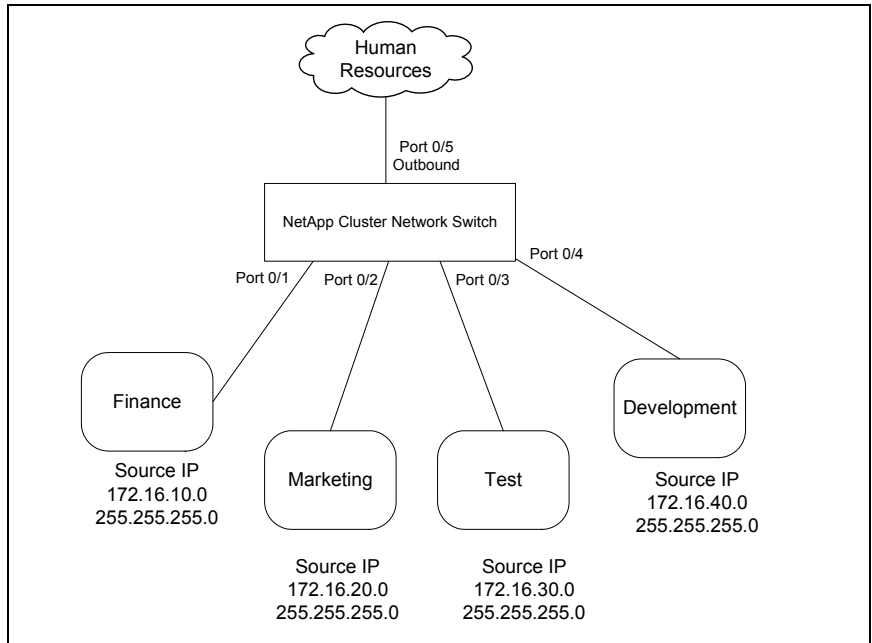 Human
Resources
Port 0/5
Outbound
NetApp Cluster Network Switch
Port 0/1
Port 0/2
Port 0/3
Port 0/4
Finance
Source IP
172.16.10.0
255.255.255.0
Marketing
Source IP
172.16.20.0
255.255.255.0
Test
Source IP
172.16.30.0
255.255.255.0
Development
Source IP
172.16.40.0
255.255.255.0